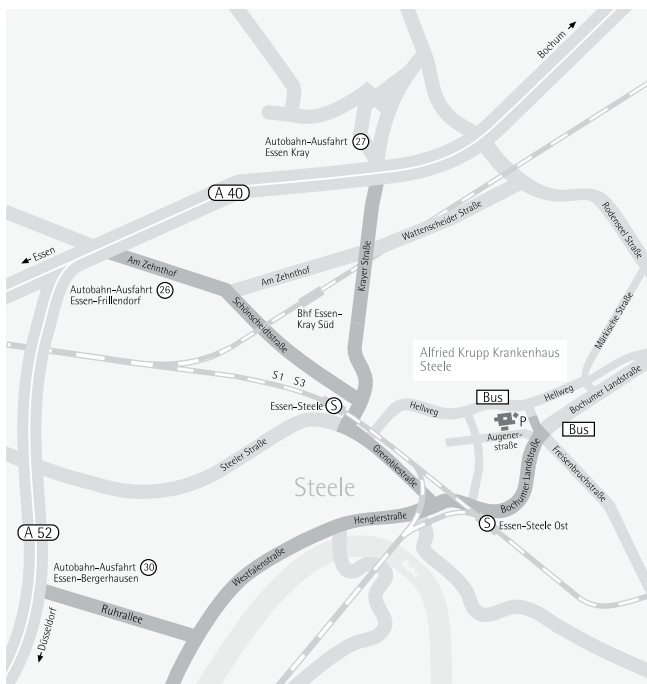 Bochum
Autobahn-Ausfahrt 27
Essen Kray
A 40
Wattenscheider Straße
Rodenseel Straße
Essen
Am Zehnthof
Am Zehnthof
Krayer Straße
Autobahn-Ausfahrt 26
Essen-Frillendorf
Schönscheidtstraße
Bhf Essen-
Kray Süd
Märkische Straße
Alfried Krupp Krankenhaus
Steele
S1 S3
Essen-Steele S
Hellweg
Bus
Hellweg
Bochumer Landstraße
P
Bus
Augener-
straße
Steeler Straße
Grenoblestraße
Bochumer Landstraße
Freisenbruchstraße
Steele
Henglerstraße
S Essen-Steele Ost
A 52
Autobahn-Ausfahrt 30
Essen-Bergerhausen
Westfalenstraße
Ruhr
Ruhrallee
Düsseldorf